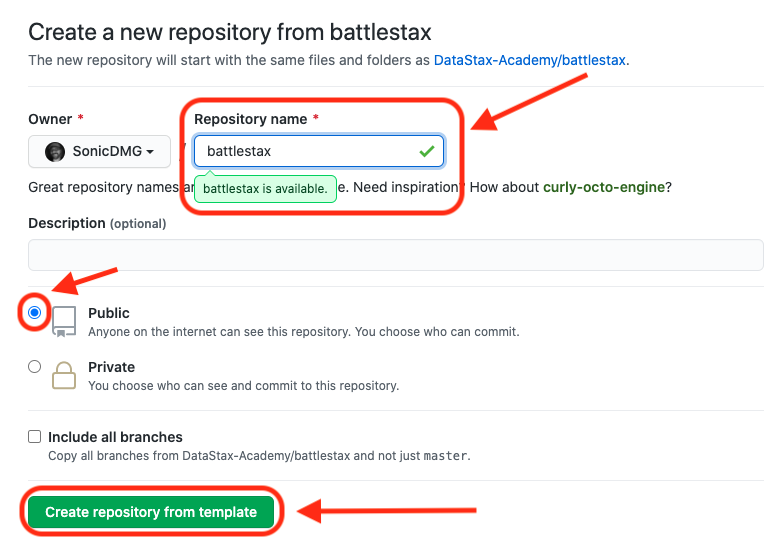 Create a new repository from battlestax
The new repository will start with the same files and folders as DataStax-Academy/battlestax.
Owner *
Repository name *
SonicDMG
/
battlestax
Great repository names a e. Need inspiration? How about curly-octo-engine?
battlestax is available.
Description (optional)
Public
Anyone on the internet can see this repository. You choose who can commit.
Private
You choose who can see and commit to this repository.
Include all branches
Copy all branches from DataStax-Academy/battlestax and not just master.
Create repository from template